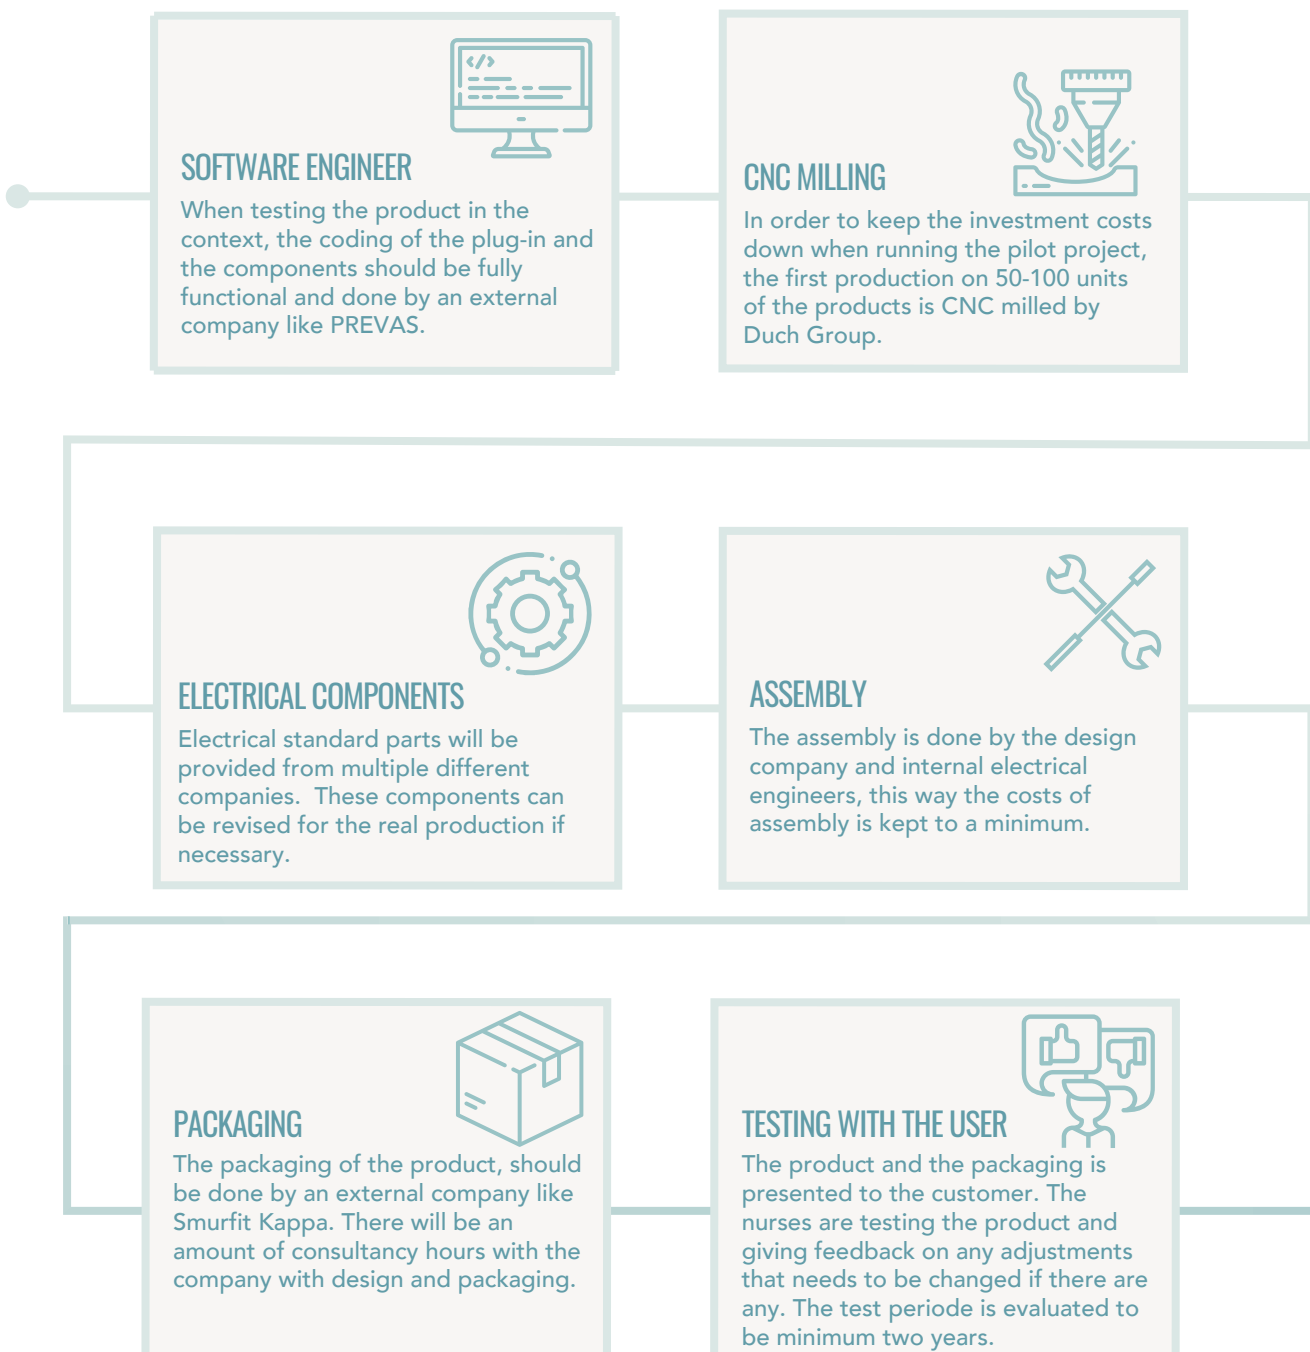 </>
SOFTWARE ENGINEER
When testing the product in the
context, the coding of the plug-in and
the components should be fully
functional and done by an external
company like PREVAS.
CNC MILLING
In order to keep the investment costs
down when running the pilot project,
the first production on 50-100 units
of the products is CNC milled by
Duch Group.
ELECTRICAL COMPONENTS
Electrical standard parts will be
provided from multiple different
companies.  These components can
be revised for the real production if
necessary.
ASSEMBLY
The assembly is done by the design
company and internal electrical
engineers, this way the costs of
assembly is kept to a minimum.
PACKAGING
The packaging of the product, should
be done by an external company like
Smurfit Kappa. There will be an
amount of consultancy hours with the
company with design and packaging.
TESTING WITH THE USER
The product and the packaging is
presented to the customer. The
nurses are testing the product and
giving feedback on any adjustments
that needs to be changed if there are
any. The test periode is evaluated to
be minimum two years.